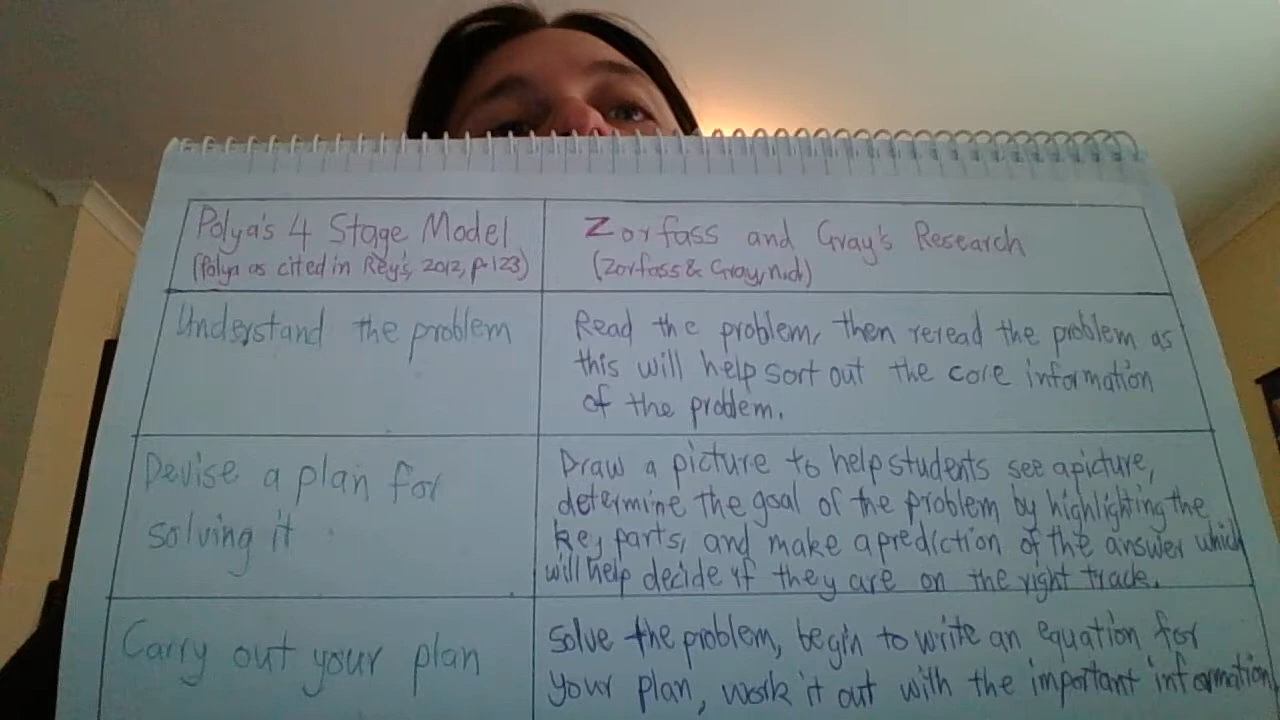 Polya's 4 Stage Model
(Polya as cited in Rey's, 2012, p.123)
Zorfass and Gray's Research
(Zorfass & Gray, n.d)
Understand the problem
Read the problem, then reread the problem as
this will help sort out the core information
of the problem.
Devise a plan for
solving it
Draw a picture to help students see a picture,
determine the goal of the problem by highlighting the
key parts, and make a prediction of the answer which
will help decide if they are on the right track.
Carry out your plan
Solve the problem, begin to write an equation for
your plan, work it out with the important information